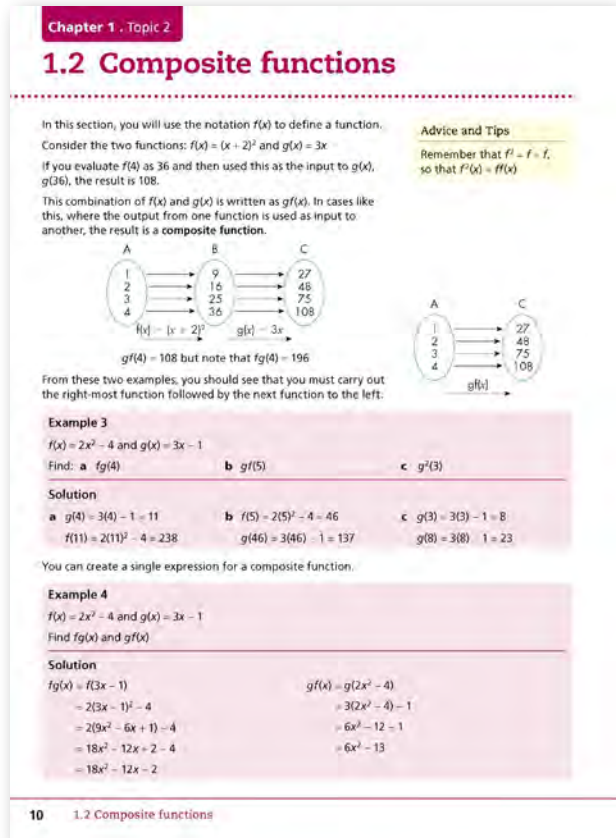 Chapter 1 . Topic 2
1.2 Composite functions
In this section, you will use the notation f(x) to define a function.
Consider the two functions: f(x) = (x + 2)² and g(x) = 3x
If you evaluate f(4) as 36 and then used this as the input to g(x),
g(36), the result is 108.
This combination of f(x) and g(x) is written as gf(x). In cases like
this, where the output from one function is used as input to
another, the result is a composite function.
Advice and Tips
Remember that f² = f ∘ f,
so that f²(x) = ff(x)
A B C
1 9 27
2 16 48
3 25 75
4 36 108
f(x) = (x + 2)² g(x) = 3x
A C
1 27
2 48
3 75
4 108
gf(x)
gf(4) = 108 but note that fg(4) = 196
From these two examples, you should see that you must carry out
the right-most function followed by the next function to the left.
Example 3
f(x) = 2x² – 4 and g(x) = 3x – 1
Find: a fg(4) b gf(5) c g²(3)
Solution
a g(4) = 3(4) – 1 = 11 b f(5) = 2(5)² – 4 = 46 c g(3) = 3(3) – 1 = 8
f(11) = 2(11)² – 4 = 238 g(46) = 3(46) – 1 = 137 g(8) = 3(8) – 1 = 23
You can create a single expression for a composite function.
Example 4
f(x) = 2x² – 4 and g(x) = 3x – 1
Find fg(x) and gf(x)
Solution
fg(x) = f(3x – 1) gf(x) = g(2x² – 4)
= 2(3x – 1)² – 4 = 3(2x² – 4) – 1
= 2(9x² – 6x + 1) – 4 = 6x² – 12 – 1
= 18x² – 12x + 2 – 4 = 6x² – 13
= 18x² – 12x – 2
10 1.2 Composite functions